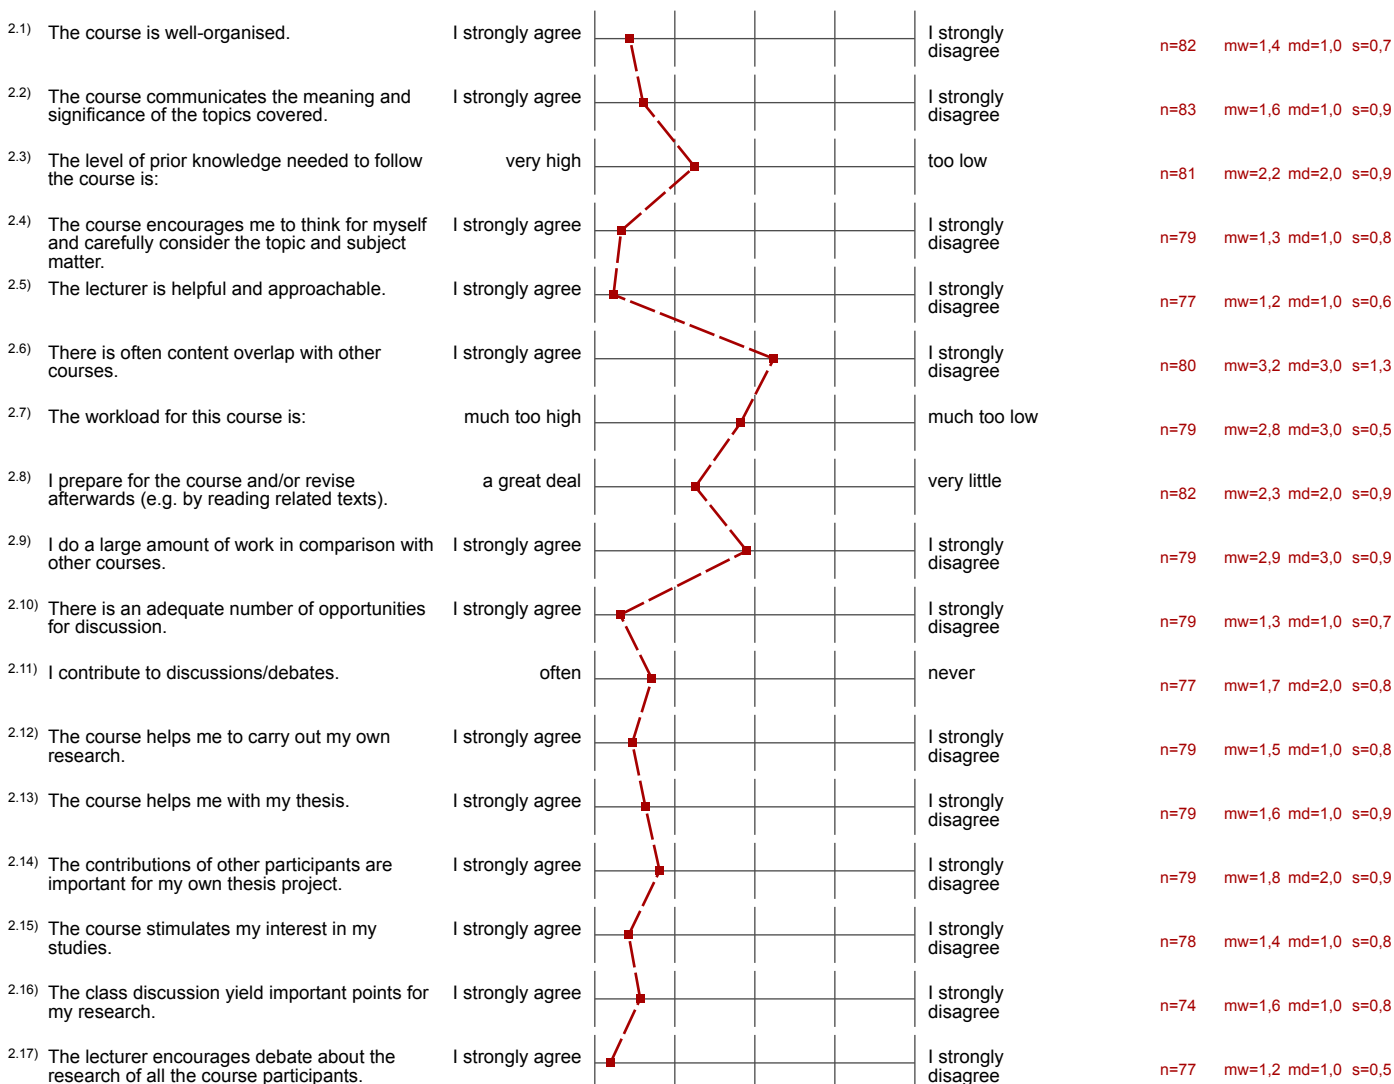 2.1) The course is well-organised. I strongly agree I strongly
disagree n=82 mw=1,4 md=1,0 s=0,7
2.2) The course communicates the meaning and I strongly agree I strongly
significance of the topics covered. disagree n=83 mw=1,6 md=1,0 s=0,9
2.3) The level of prior knowledge needed to follow very high too low
the course is: n=81 mw=2,2 md=2,0 s=0,9
2.4) The course encourages me to think for myself I strongly agree I strongly
and carefully consider the topic and subject disagree n=79 mw=1,3 md=1,0 s=0,8
matter.
2.5) The lecturer is helpful and approachable. I strongly agree I strongly
disagree n=77 mw=1,2 md=1,0 s=0,6
2.6) There is often content overlap with other I strongly agree I strongly
courses. disagree n=80 mw=3,2 md=3,0 s=1,3
2.7) The workload for this course is: much too high much too low
n=79 mw=2,8 md=3,0 s=0,5
2.8) I prepare for the course and/or revise a great deal very little
afterwards (e.g. by reading related texts). n=82 mw=2,3 md=2,0 s=0,9
2.9) I do a large amount of work in comparison with I strongly agree I strongly
other courses. disagree n=79 mw=2,9 md=3,0 s=0,9
2.10) There is an adequate number of opportunities I strongly agree I strongly
for discussion. disagree n=79 mw=1,3 md=1,0 s=0,7
2.11) I contribute to discussions/debates. often never
n=77 mw=1,7 md=2,0 s=0,8
2.12) The course helps me to carry out my own I strongly agree I strongly
research. disagree n=79 mw=1,5 md=1,0 s=0,8
2.13) The course helps me with my thesis. I strongly agree I strongly
disagree n=79 mw=1,6 md=1,0 s=0,9
2.14) The contributions of other participants are I strongly agree I strongly
important for my own thesis project. disagree n=79 mw=1,8 md=2,0 s=0,9
2.15) The course stimulates my interest in my I strongly agree I strongly
studies. disagree n=78 mw=1,4 md=1,0 s=0,8
2.16) The class discussion yield important points for I strongly agree I strongly
my research. disagree n=74 mw=1,6 md=1,0 s=0,8
2.17) The lecturer encourages debate about the I strongly agree I strongly
research of all the course participants. disagree n=77 mw=1,2 md=1,0 s=0,5